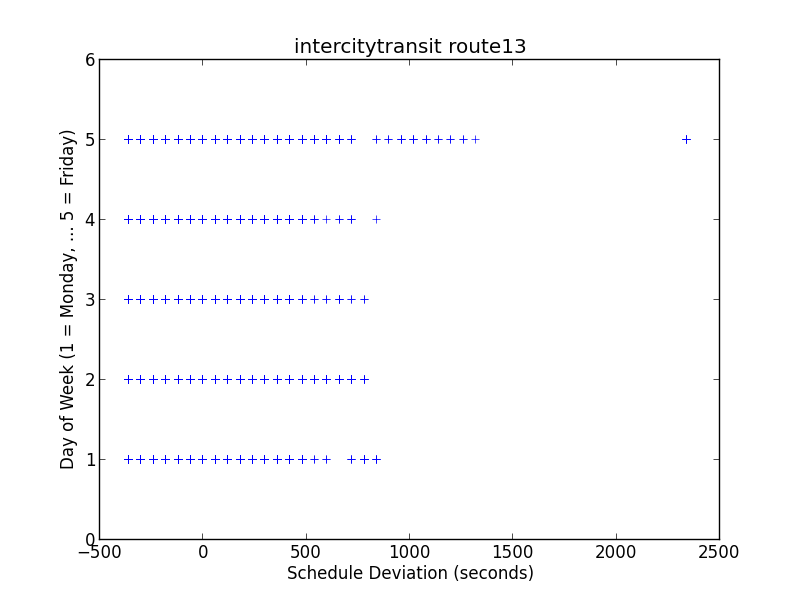 intercitytransit route13
6
5
4
3
2
1
0
Day of Week (1 = Monday, ... 5 = Friday)
−500 0 500 1000 1500 2000 2500
Schedule Deviation (seconds)